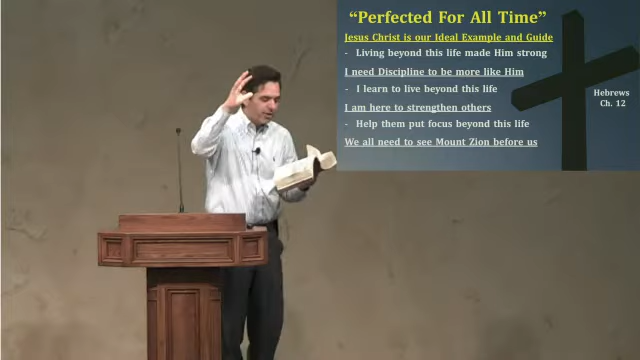 “Perfected For All Time”
Jesus Christ is our Ideal Example and Guide
- Living beyond this life made Him strong
I need Discipline to be more like Him
- I learn to live beyond this life
I am here to strengthen others
- Help them put focus beyond this life
We all need to see Mount Zion before us
Hebrews
Ch. 12